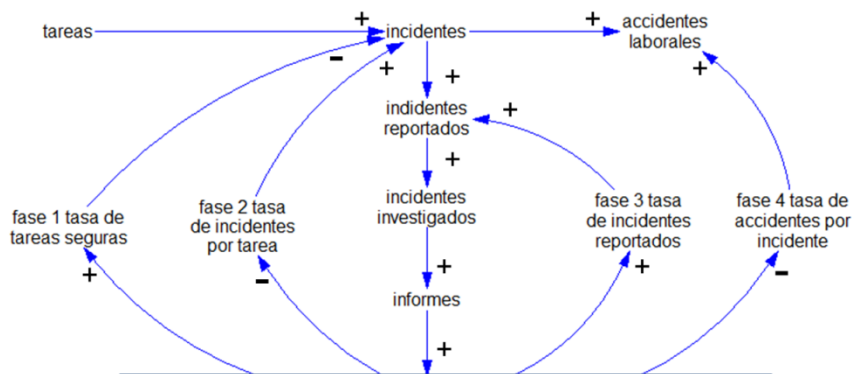 tareas
+
incidentes
+
accidentes
laborales
−
+
+
+
indidentes
reportados
+
+
fase 1 tasa de
tareas seguras
fase 2 tasa
de incidentes
por tarea
incidentes
investigados
fase 3 tasa
de incidentes
reportados
fase 4 tasa de
accidentes por
incidente
+
−
+
+
−
informes
+